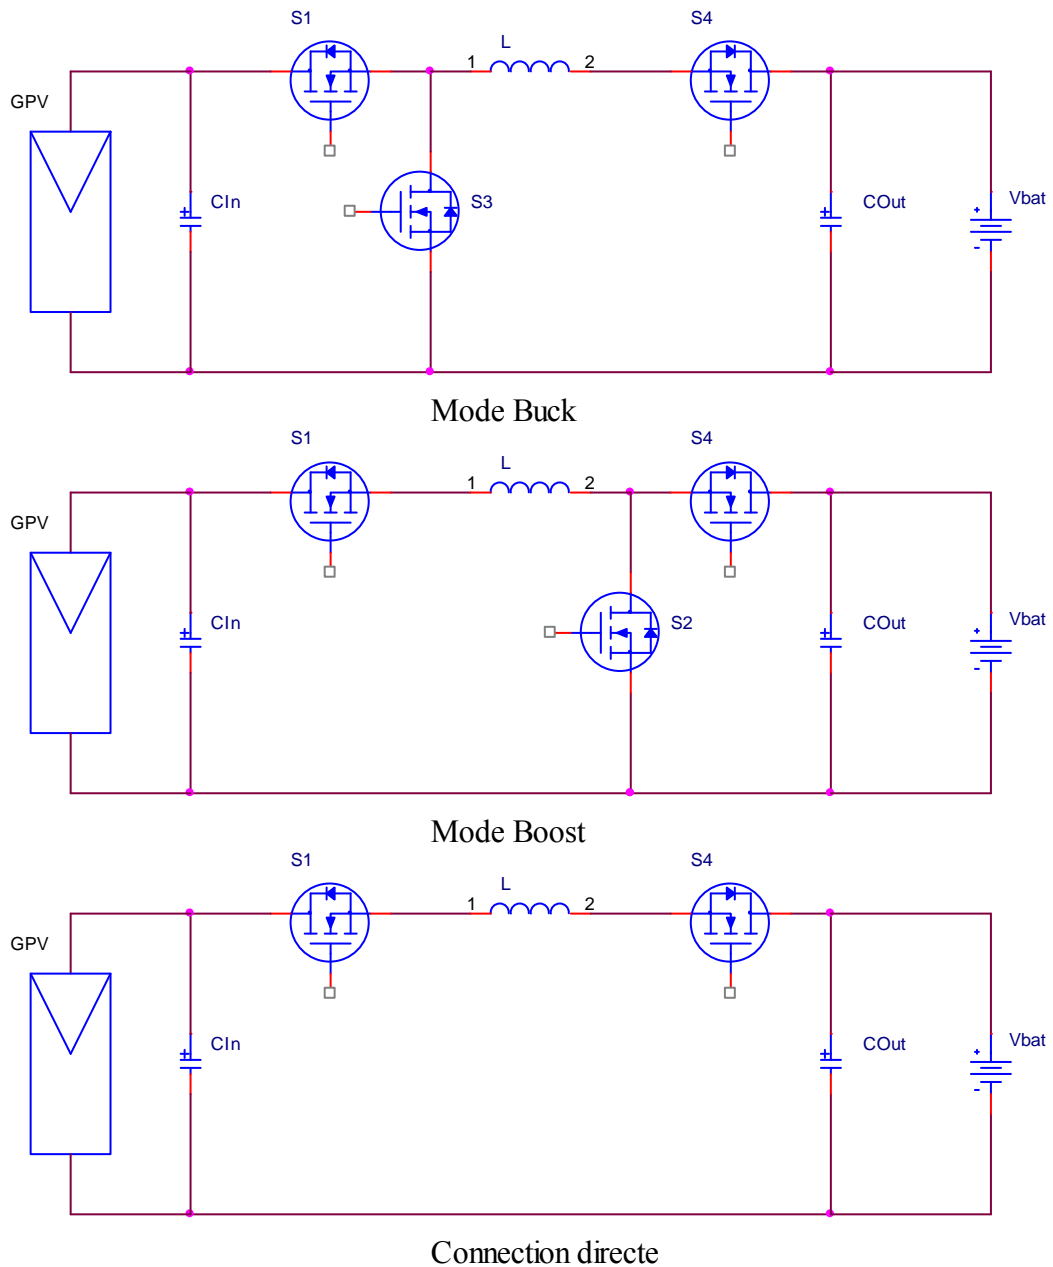 S1
L
S4
1
2
GPV
CIn
S3
COut
Vbat
+
+
+
-
Mode Buck
S1
L
S4
1
2
GPV
CIn
S2
COut
Vbat
+
+
+
-
Mode Boost
S1
L
S4
1
2
GPV
CIn
COut
Vbat
+
+
+
-
Connection directe